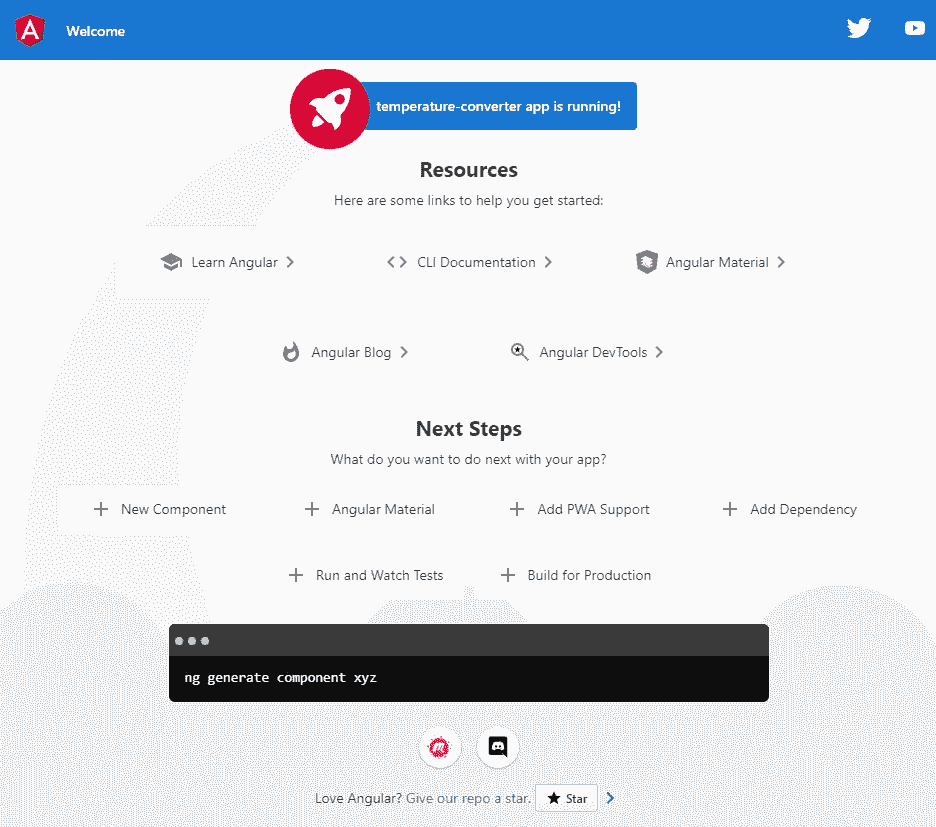 Welcome
temperature-converter app is running!
Resources
Here are some links to help you get started:
Learn Angular
CLI Documentation
Angular Material
Angular Blog
Angular DevTools
Next Steps
What do you want to do next with your app?
New Component
Angular Material
Add PWA Support
Add Dependency
Run and Watch Tests
Build for Production
ng generate component xyz
Love Angular? Give our repo a star. Star